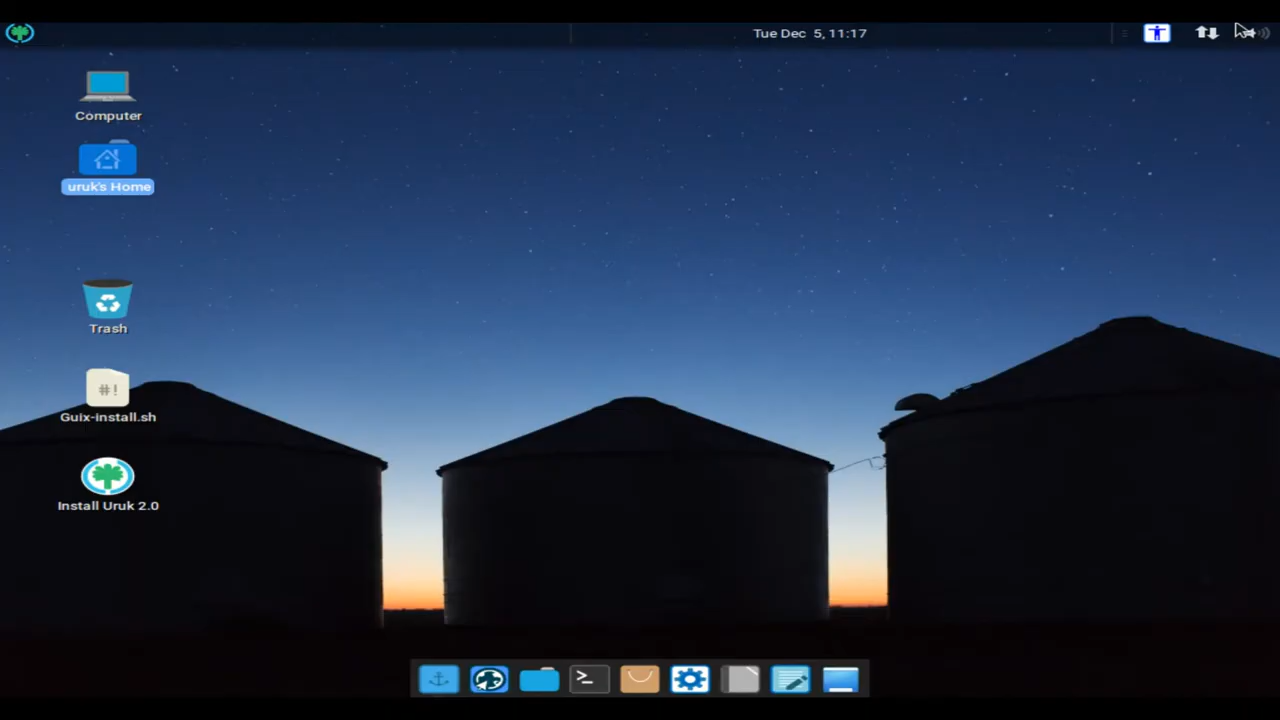 Tue Dec  5, 11:17
Computer
uruk's Home
Trash
#!
Guix-install.sh
Install Uruk 2.0
>_